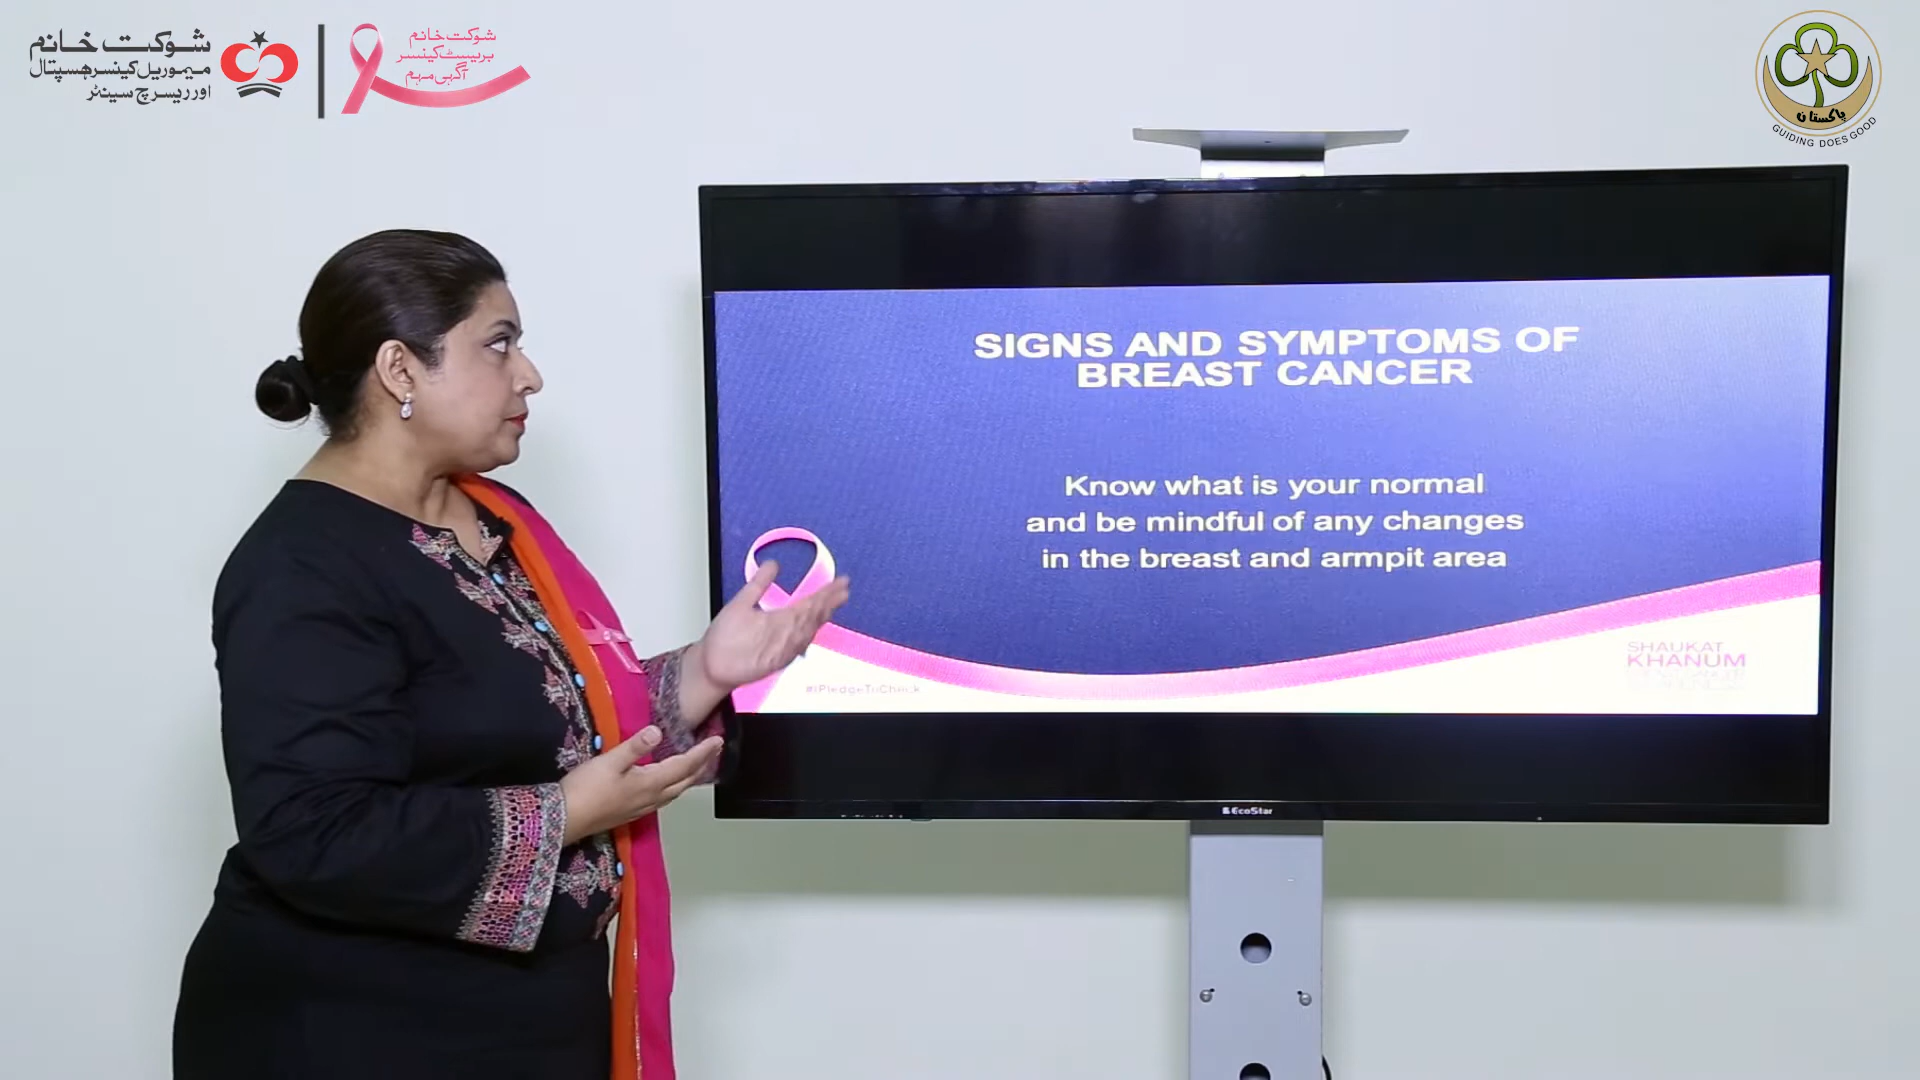 شوکت خانم
میموریل کینسر ہسپتال
اور ریسرچ سینٹر
شوکت خانم
بریسٹ کینسر
آگہی مہم
پاکستان
GUIDING DOES GOOD
SIGNS AND SYMPTOMS OF
BREAST CANCER
Know what is your normal
and be mindful of any changes
in the breast and armpit area
#IPledgeToCheck
SHAUKAT
KHANUM
EcoStar